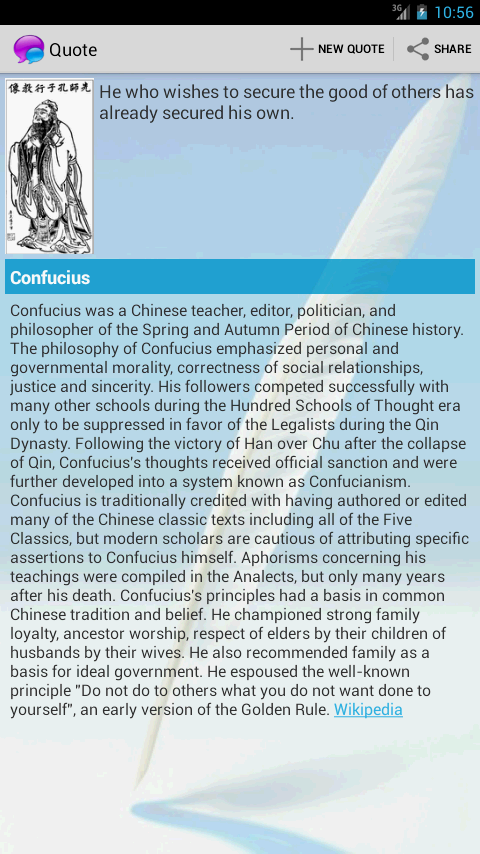 3G
10:56
Quote
NEW QUOTE
SHARE
先師孔子行教像
He who wishes to secure the good of others has
already secured his own.
Confucius
Confucius was a Chinese teacher, editor, politician, and
philosopher of the Spring and Autumn Period of Chinese history.
The philosophy of Confucius emphasized personal and
governmental morality, correctness of social relationships,
justice and sincerity. His followers competed successfully with
many other schools during the Hundred Schools of Thought era
only to be suppressed in favor of the Legalists during the Qin
Dynasty. Following the victory of Han over Chu after the collapse
of Qin, Confucius's thoughts received official sanction and were
further developed into a system known as Confucianism.
Confucius is traditionally credited with having authored or edited
many of the Chinese classic texts including all of the Five
Classics, but modern scholars are cautious of attributing specific
assertions to Confucius himself. Aphorisms concerning his
teachings were compiled in the Analects, but only many years
after his death. Confucius's principles had a basis in common
Chinese tradition and belief. He championed strong family
loyalty, ancestor worship, respect of elders by their children of
husbands by their wives. He also recommended family as a
basis for ideal government. He espoused the well-known
principle "Do not do to others what you do not want done to
yourself", an early version of the Golden Rule. Wikipedia